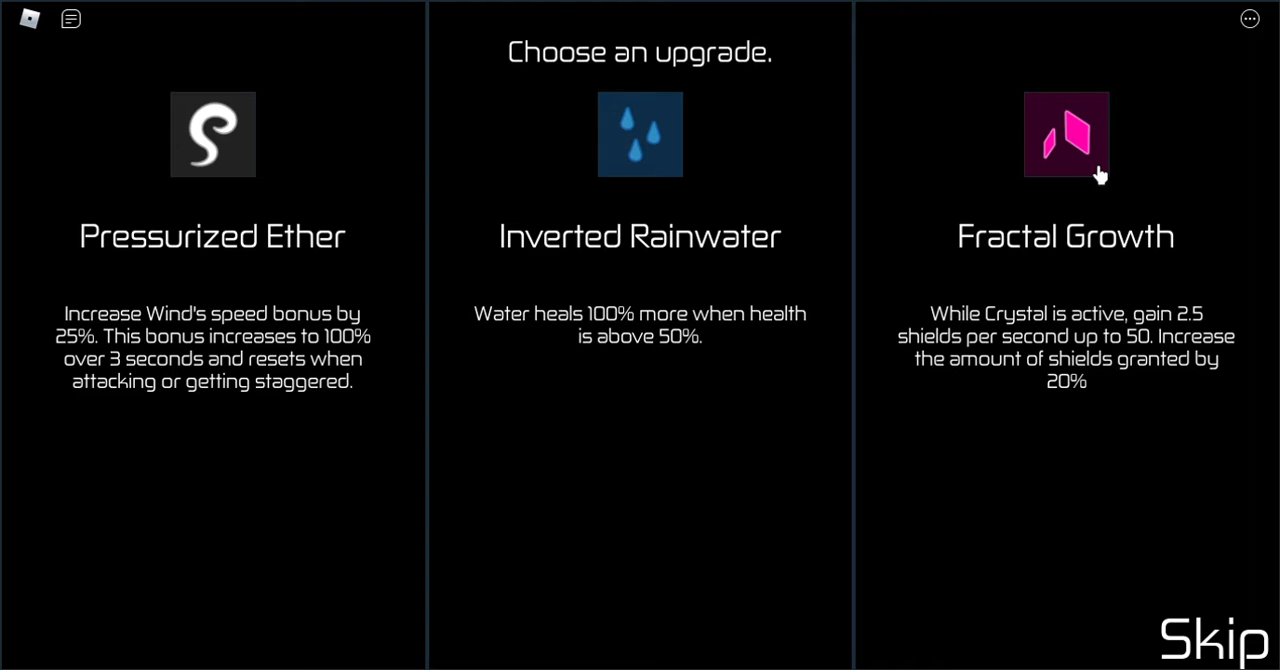 Choose an upgrade.
Pressurized Ether
Increase Wind's speed bonus by
25%. This bonus increases to 100%
over 3 seconds and resets when
attacking or getting staggered.
Inverted Rainwater
Water heals 100% more when health
is above 50%.
Fractal Growth
While Crystal is active, gain 2.5
shields per second up to 50. Increase
the amount of shields granted by
20%
Skip